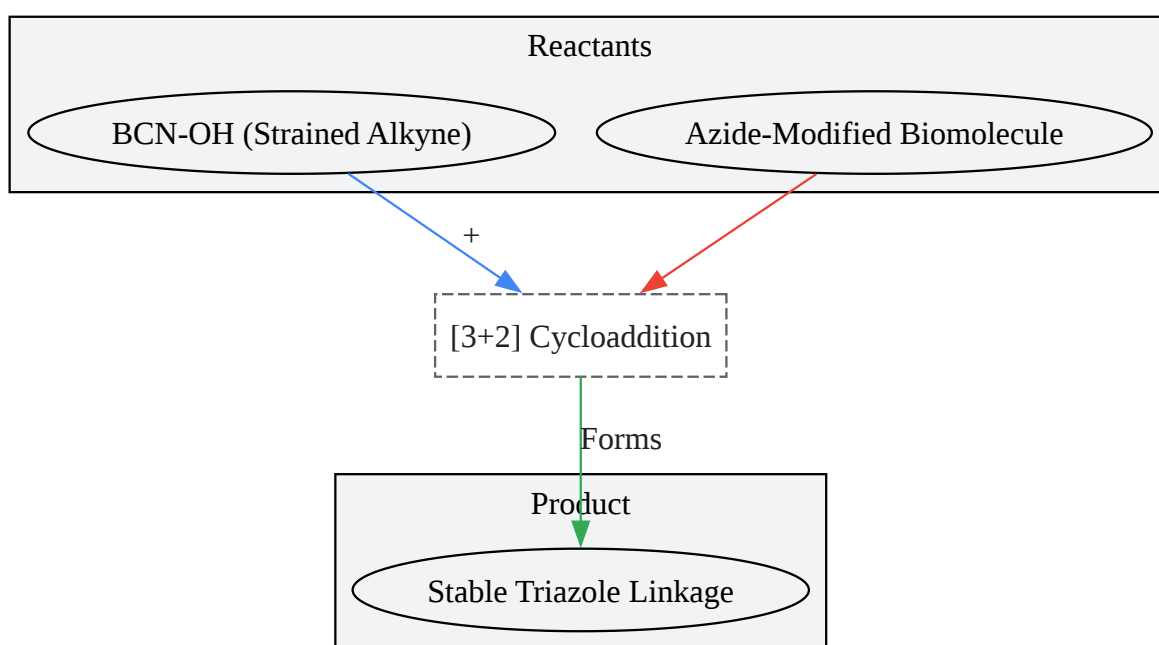 Reactants
BCN-OH (Strained Alkyne)
Azide-Modified Biomolecule
+
[3+2] Cycloaddition
Forms
Product
Stable Triazole Linkage